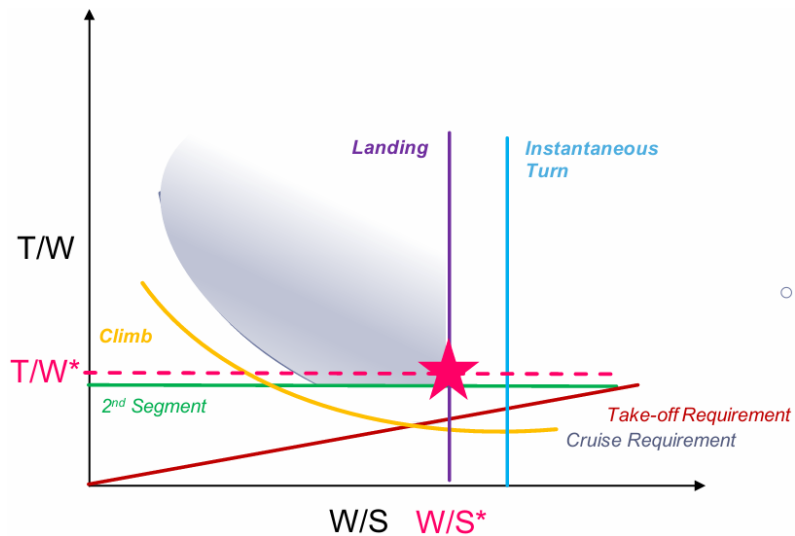 Landing
Instantaneous
Turn
T/W
Climb
T/W*
2nd Segment
Take-off Requirement
Cruise Requirement
W/S
W/S*